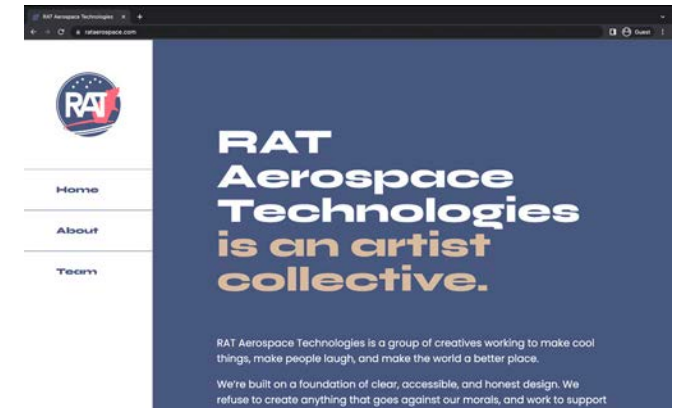 RAT Aerospace Technologies
rataerospace.com
Guest
RAT
Home
About
Team
RAT
Aerospace
Technologies
is an artist
collective.
RAT Aerospace Technologies is a group of creatives working to make cool
things, make people laugh, and make the world a better place.
We’re built on a foundation of clear, accessible, and honest design. We
refuse to create anything that goes against our morals, and work to support